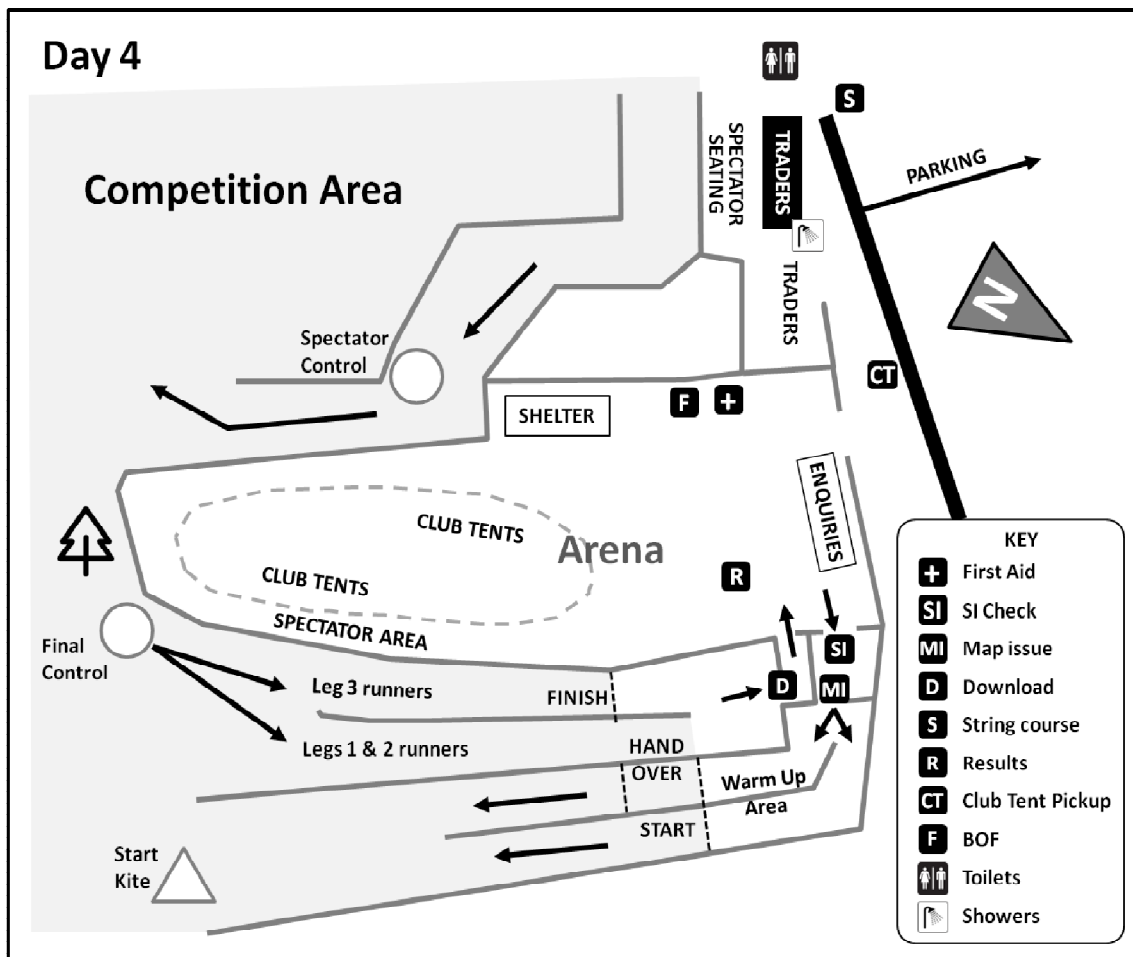 Day 4
S
SPECTATOR
SEATING
TRADERS
PARKING
Competition Area
N
TRADERS
Spectator
Control
CT
F
+
SHELTER
ENQUIRIES
CLUB TENTS
Arena
CLUB TENTS
R
SPECTATOR AREA
SI
Final
Control
D
MI
Leg 3 runners
FINISH
Legs 1 & 2 runners
HAND
OVER
Warm Up
Area
START
Start
Kite
KEY
+ First Aid
SI SI Check
MI Map issue
D Download
S String course
R Results
CT Club Tent Pickup
F BOF
Toilets
Showers